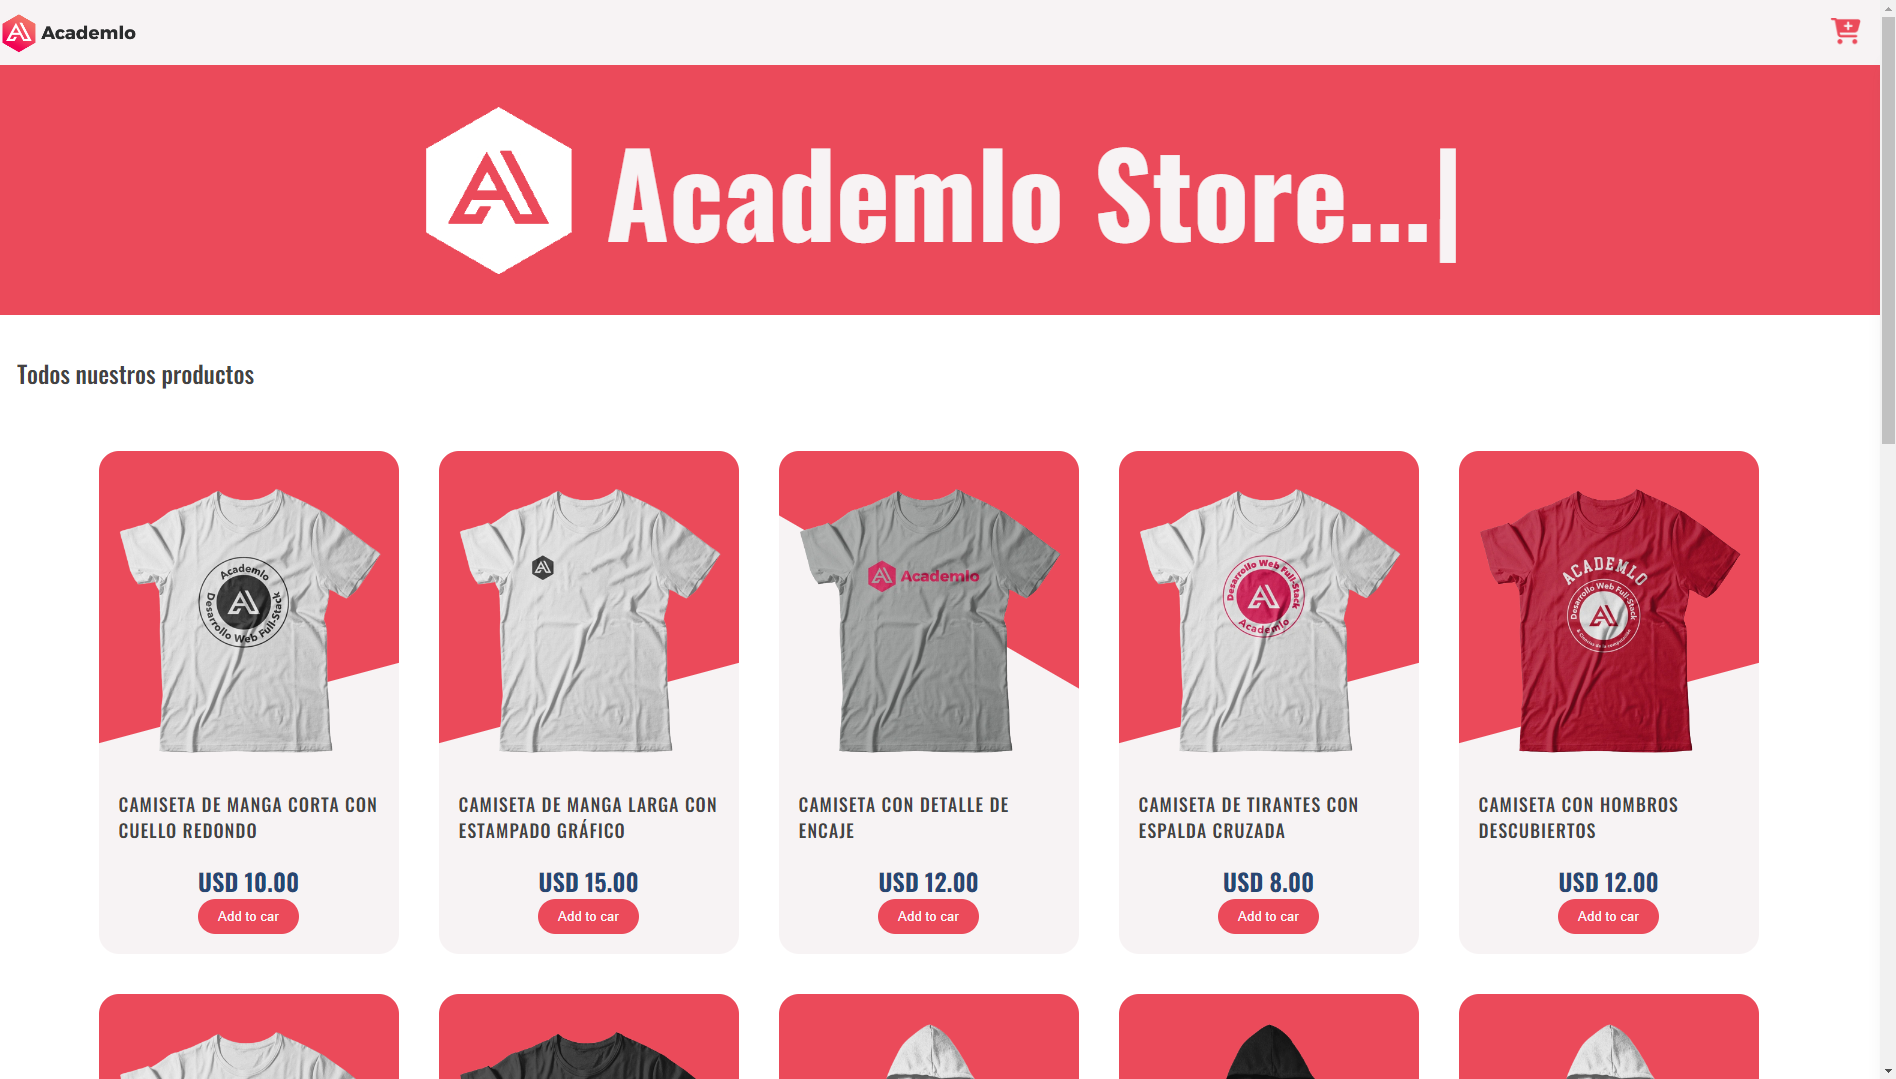 Academlo
Academlo Store...|
Todos nuestros productos
Academlo
Desarrollo Web Full-Stack
Academlo
Desarrollo Web Full-Stack
Academlo
ACADEMLO
Desarrollo Web Full-Stack
CAMISETA DE MANGA CORTA CON
CUELLO REDONDO
USD 10.00
Add to car
CAMISETA DE MANGA LARGA CON
ESTAMPADO GRÁFICO
USD 15.00
Add to car
CAMISETA CON DETALLE DE
ENCAJE
USD 12.00
Add to car
CAMISETA DE TIRANTES CON
ESPALDA CRUZADA
USD 8.00
Add to car
CAMISETA CON HOMBROS
DESCUBIERTOS
USD 12.00
Add to car